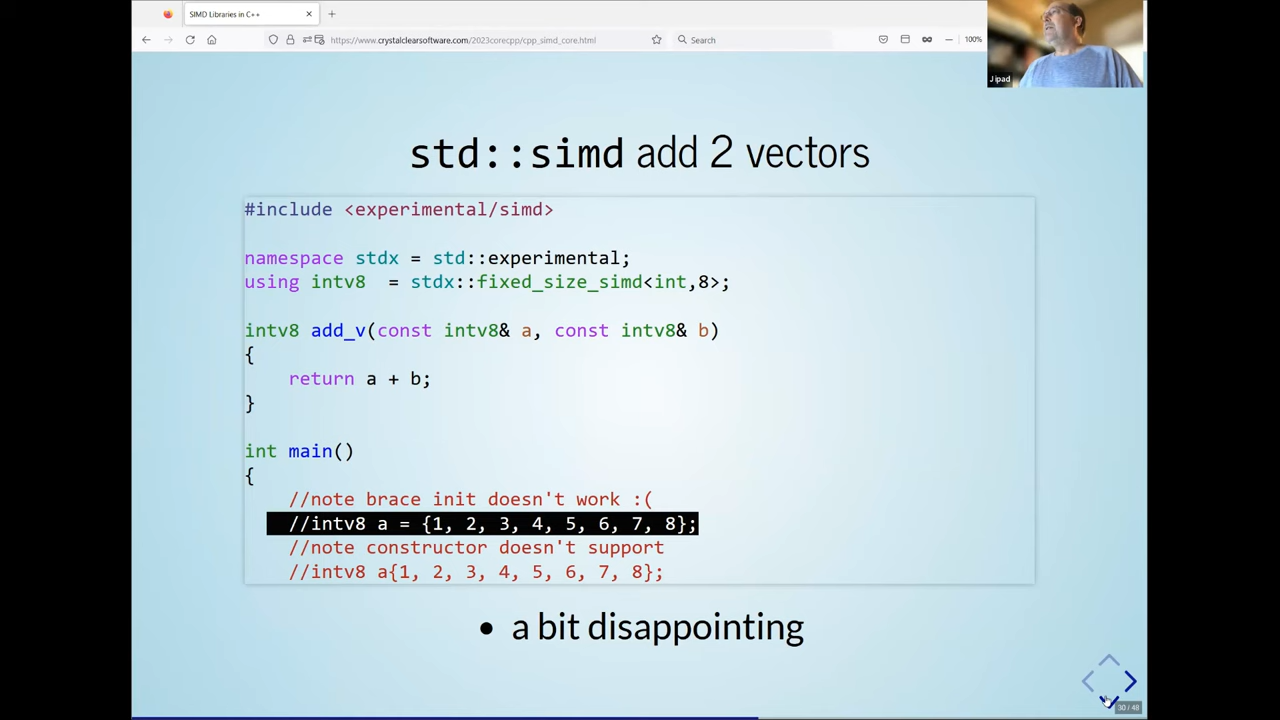 SIMD Libraries in C++
https://www.crystalclearsoftware.com/2023corecpp/cpp_simd_core.html
Search
100%
J ipad
std::simd add 2 vectors
#include <experimental/simd>
namespace stdx = std::experimental;
using intv8  = stdx::fixed_size_simd<int,8>;
intv8 add_v(const intv8& a, const intv8& b)
{
    return a + b;
}
int main()
{
    //note brace init doesn't work :(
    //intv8 a = {1, 2, 3, 4, 5, 6, 7, 8};
    //note constructor doesn't support
    //intv8 a{1, 2, 3, 4, 5, 6, 7, 8};
• a bit disappointing
30 / 48